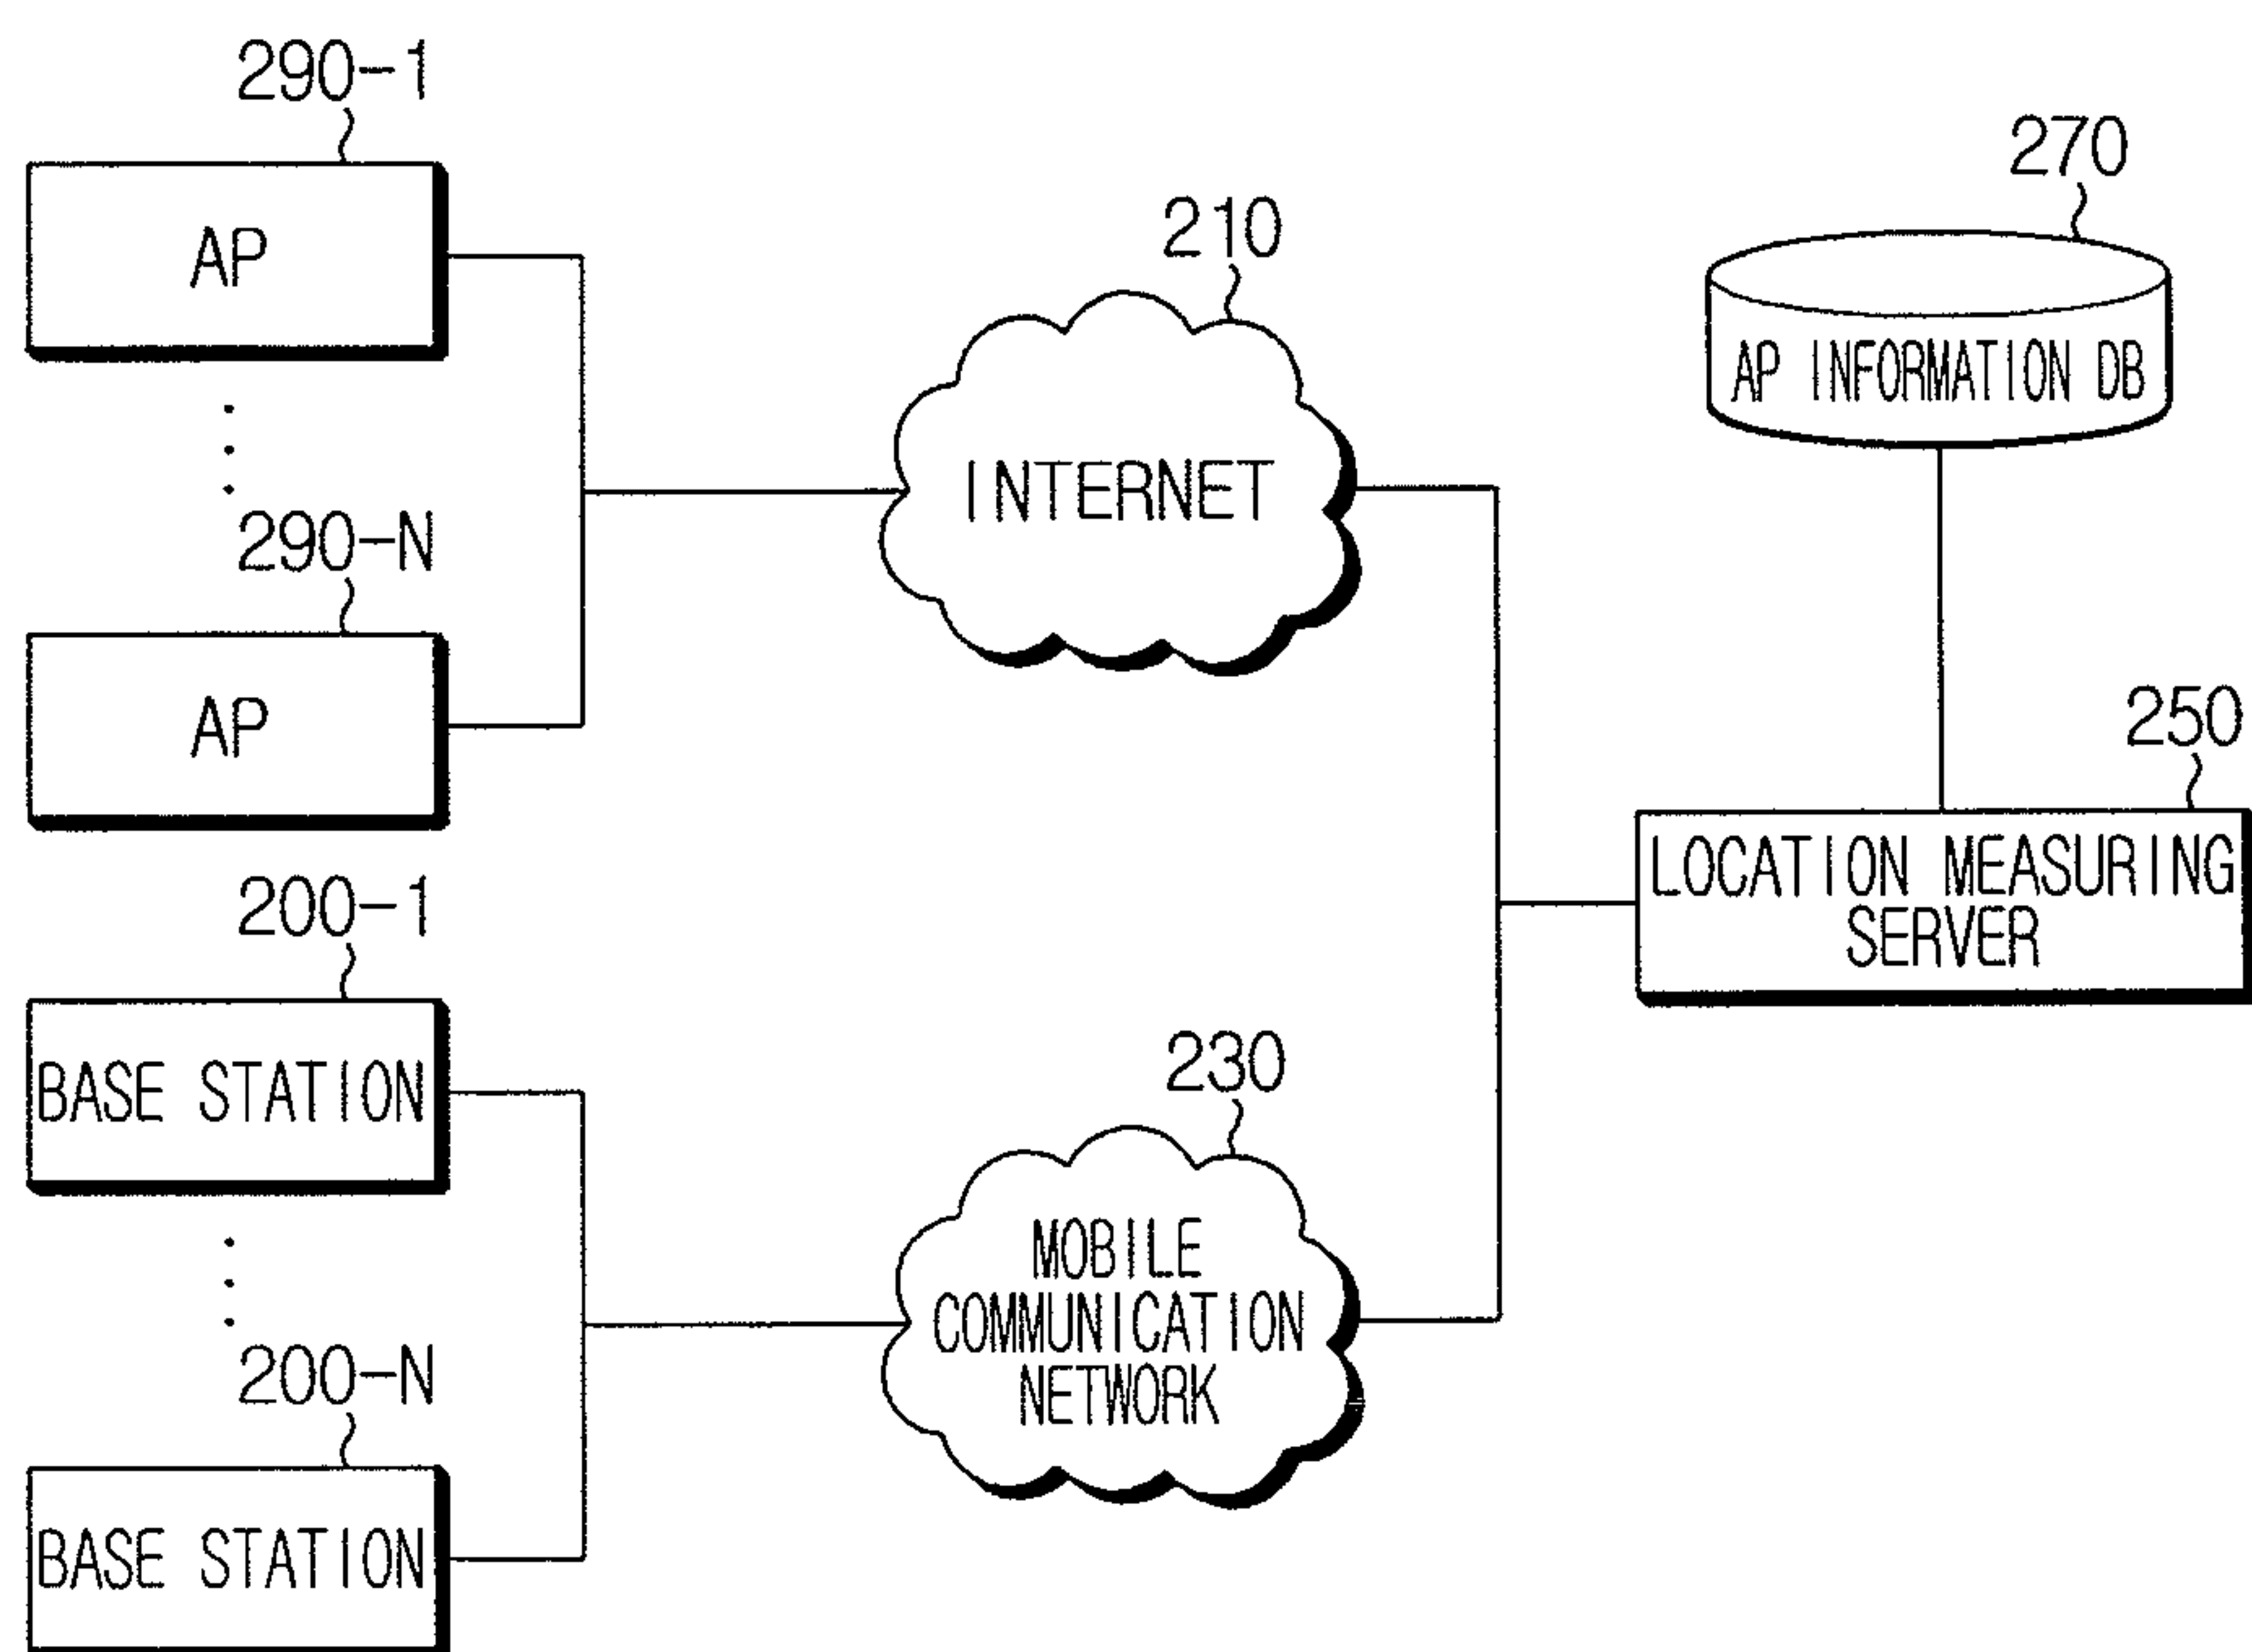 290-1
AP
290-N
AP
200-1
BASE STATION
200-N
BASE STATION
210
INTERNET
230
MOBILE
COMMUNICATION
NETWORK
270
AP INFORMATION DB
250
LOCATION MEASURING
SERVER